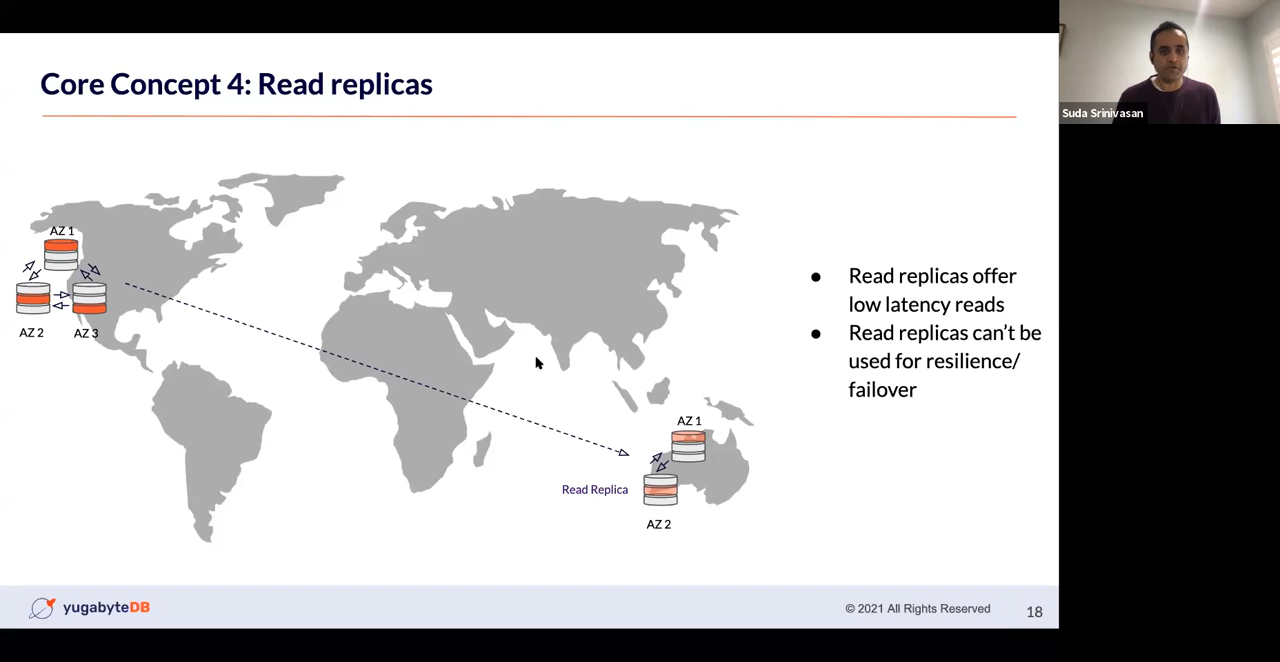 Core Concept 4: Read replicas
Suda Srinivasan
AZ 1
AZ 2
AZ 3
Read Replica
AZ 1
AZ 2
● Read replicas offer
low latency reads
● Read replicas can't be
used for resilience/
failover
yugabyteDB
© 2021 All Rights Reserved
18